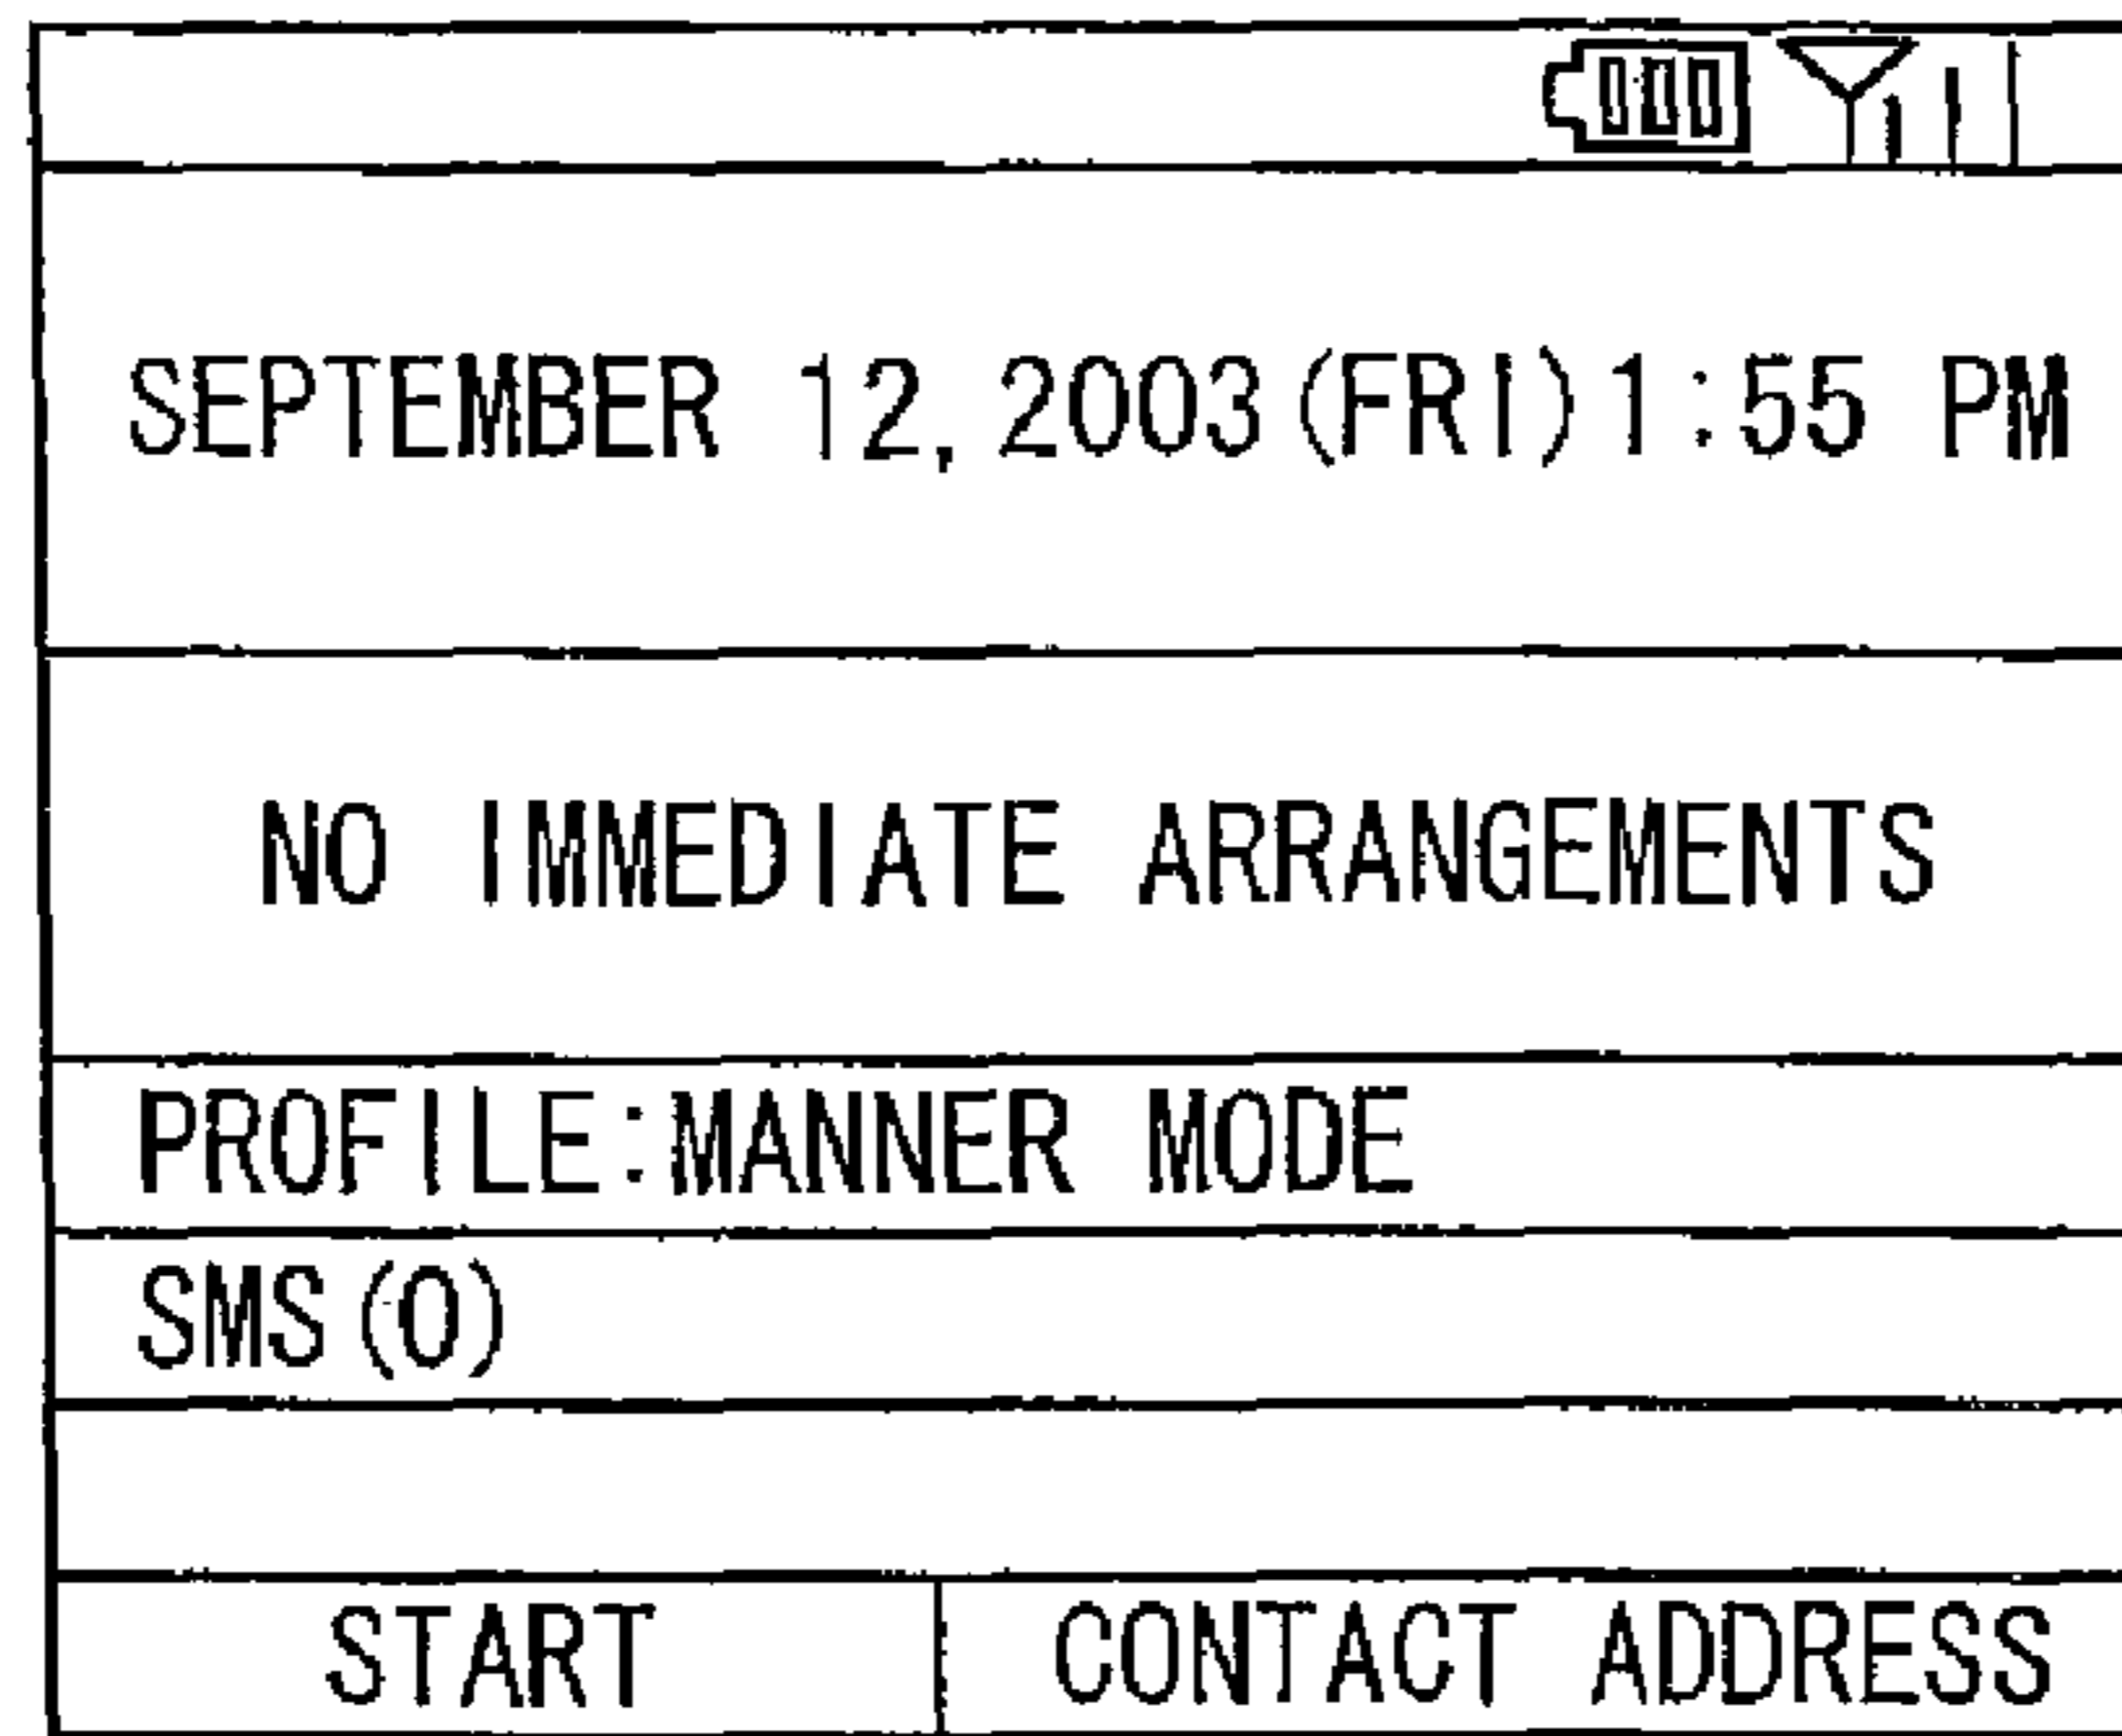 SEPTEMBER 12,2003(FRI)1:55 PM
NO IMMEDIATE ARRANGEMENTS
PROFILE:MANNER MODE
SMS(0)
START CONTACT ADDRESS